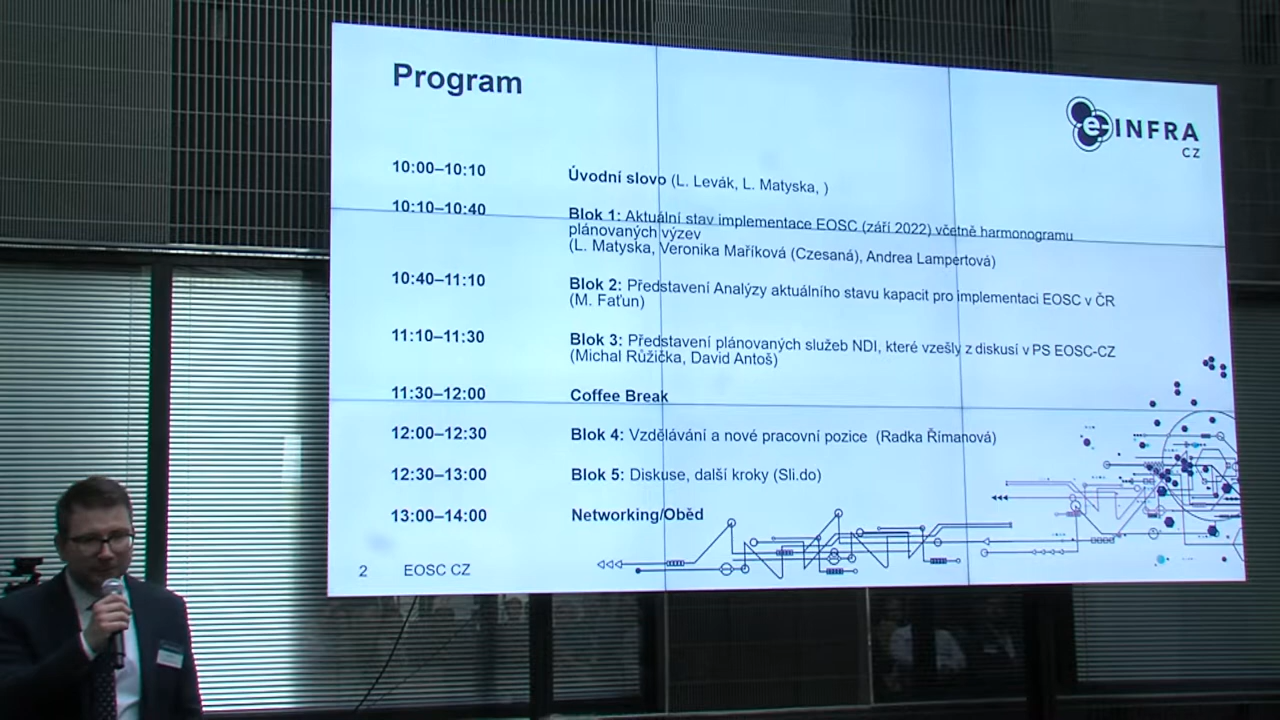 Program
e-INFRA
CZ
10:00–10:10 Úvodní slovo (L. Levák, L. Matyska, )
10:10–10:40 Blok 1: Aktuální stav implementace EOSC (září 2022) včetně harmonogramu
plánovaných výzev
(L. Matyska, Veronika Maříková (Czesaná), Andrea Lampertová)
10:40–11:10 Blok 2: Představení Analýzy aktuálního stavu kapacit pro implementaci EOSC v ČR
(M. Faťun)
11:10–11:30 Blok 3: Představení plánovaných služeb NDI, které vzešly z diskusí v PS EOSC-CZ
(Michal Růžička, David Antoš)
11:30–12:00 Coffee Break
12:00–12:30 Blok 4: Vzdělávání a nové pracovní pozice (Radka Římanová)
12:30–13:00 Blok 5: Diskuse, další kroky (Sli.do)
13:00–14:00 Networking/Oběd
2 EOSC CZ